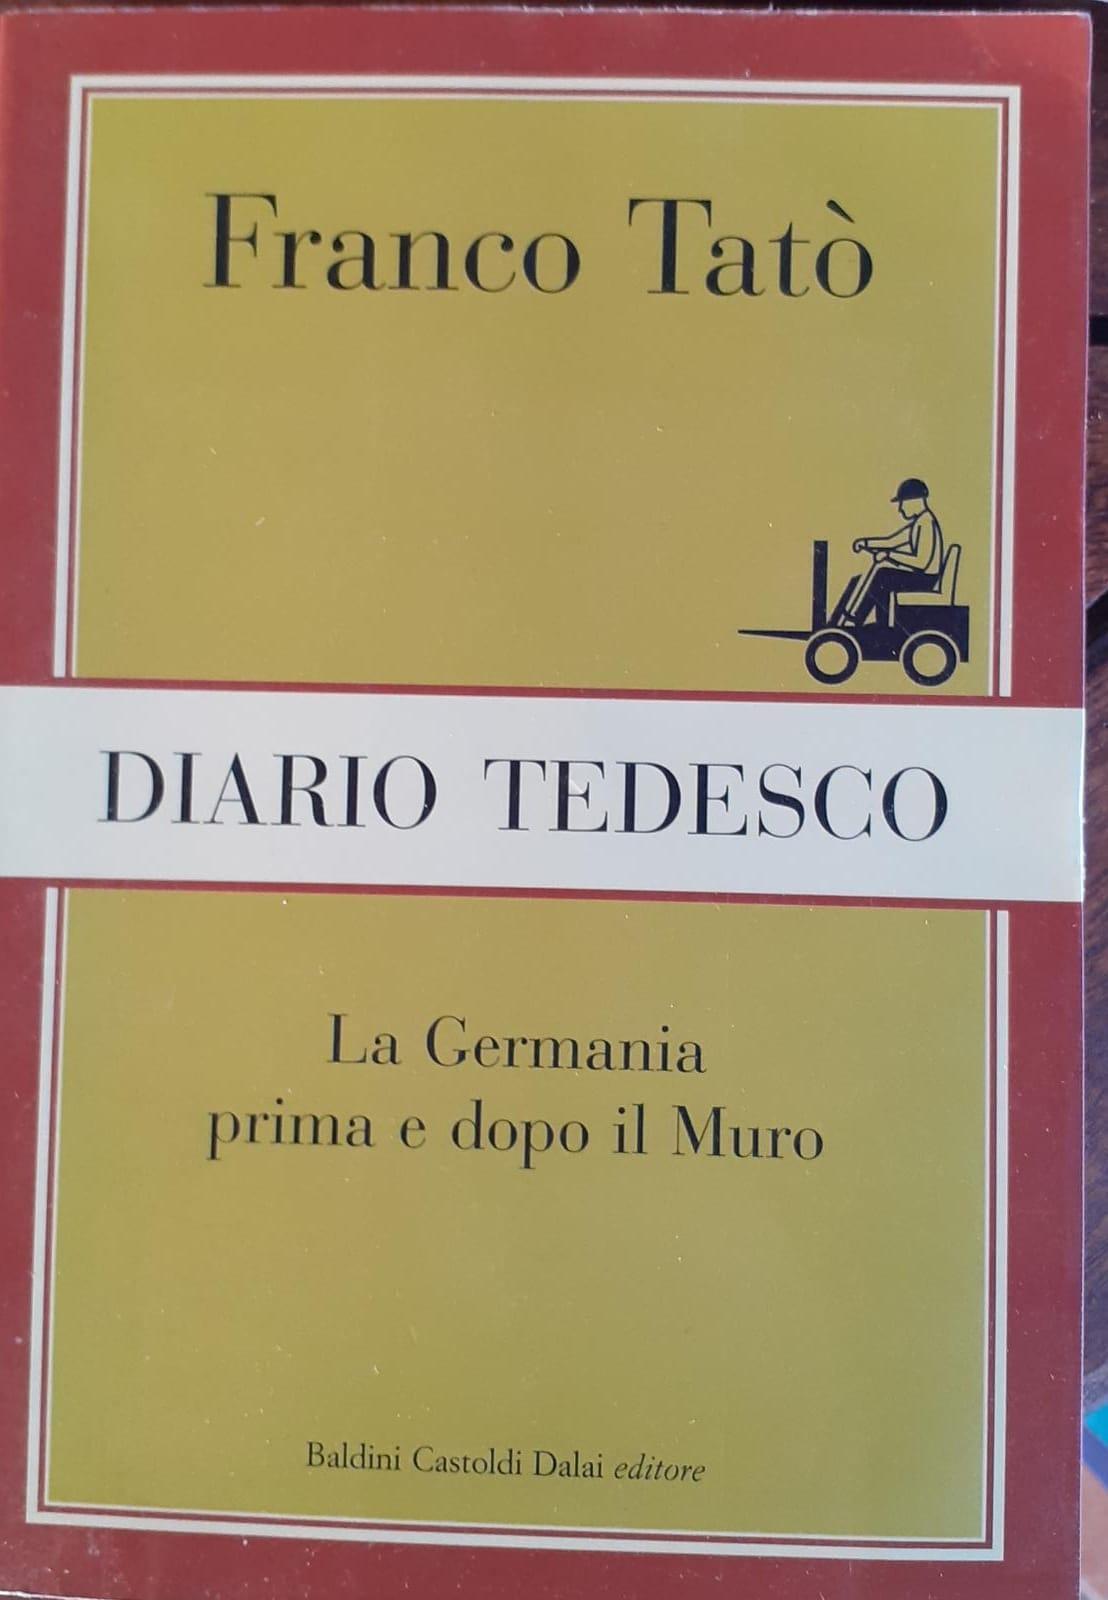 Franco Tatò
DIARIO TEDESCO
La Germania
prima e dopo il Muro
Baldini Castoldi Dalai editore